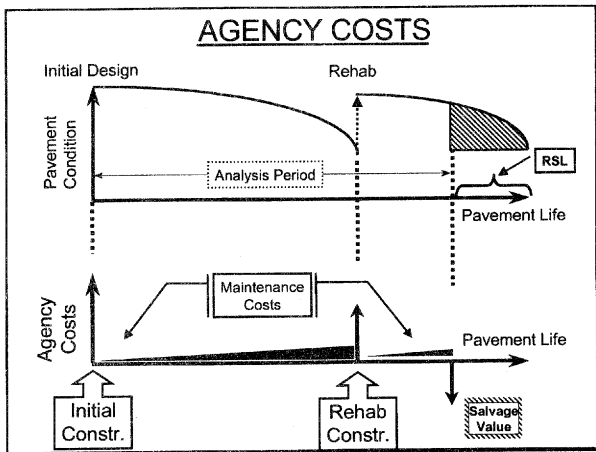 AGENCY COSTS
Initial Design
Rehab
Pavement
Condition
Analysis Period
RSL
Pavement Life
Agency
Costs
Maintenance
Costs
Pavement Life
Initial
Constr.
Rehab
Constr.
Salvage
Value